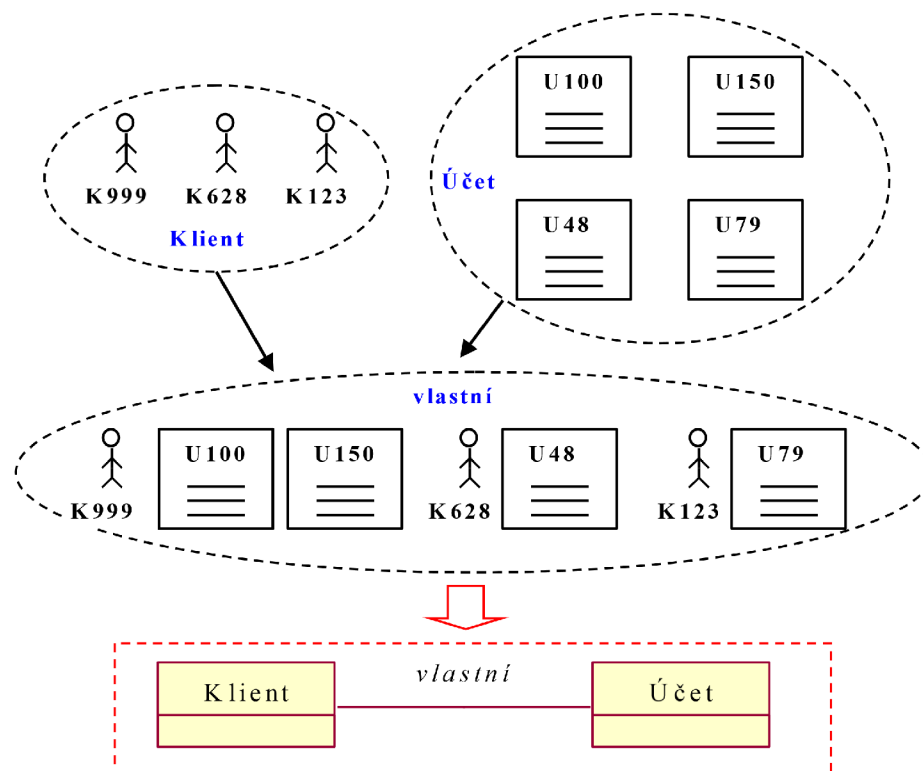 U100 U150
K999 K628 K123
Účet
Klient
U48 U79
vlastní
U100 U150 U48 U79
K999 K628 K123
vlastní
Klient Účet